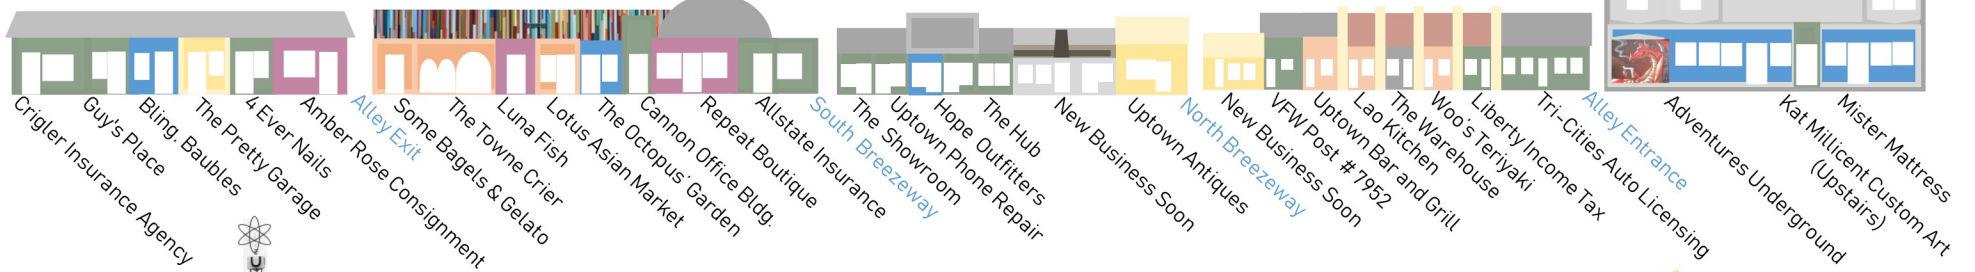 Crigler Insurance Agency
Guy's Place
Bling. Baubles
The Pretty Garage
4 Ever Nails
Amber Rose Consignment
Alley Exit
Some Bagels & Gelato
The Towne Crier
Luna Fish
Lotus Asian Market
The Octopus' Garden
Cannon Office Bldg.
Repeat Boutique
Allstate Insurance
South Breezeway
The Showroom
Uptown Phone Repair
Hope Outfitters
The Hub
New Business Soon
Uptown Antiques
North Breezeway
New Business Soon
VFW Post # 7952
Uptown Bar and Grill
Lao Kitchen
The Warehouse
Woo's Teriyaki
Liberty Income Tax
Tri-Cities Auto Licensing
Alley Entrance
Adventures Underground
Kat Millicent Custom Art
(Upstairs)
Mister Mattress
U